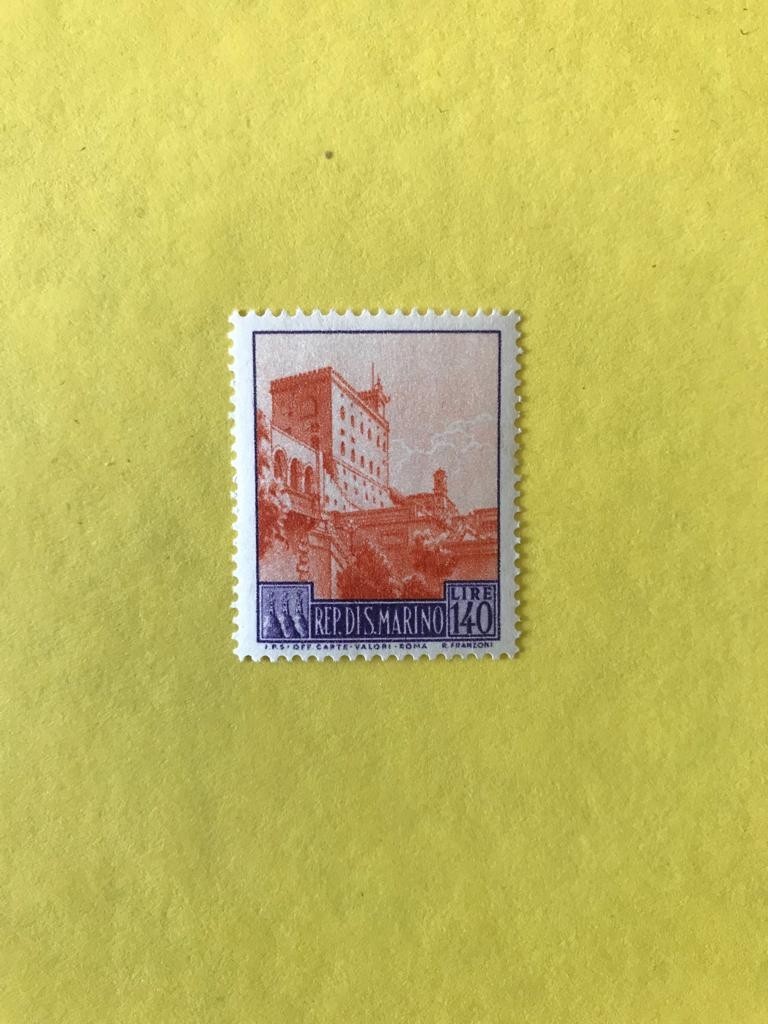 LIRE
REP. DI S. MARINO 140
I.P.S · OFF. CARTE · VALORI · ROMA R. FRANZONI